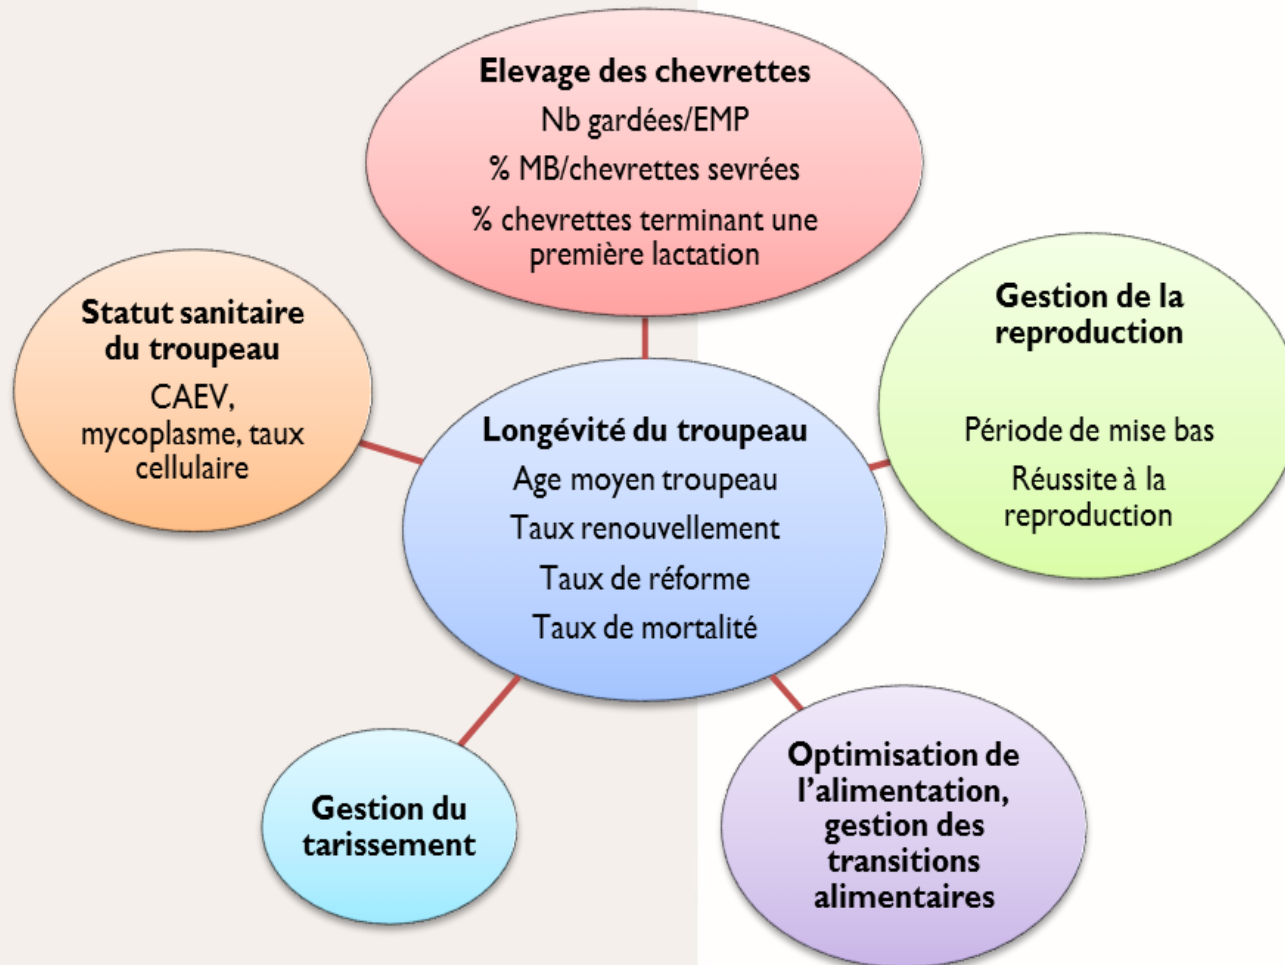 Elevage des chevrettes
Nb gardées/EMP
% MB/chevrettes sevrées
% chevrettes terminant une
première lactation
Statut sanitaire
du troupeau
CAEV,
mycoplasme, taux
cellulaire
Gestion de la
reproduction
Période de mise bas
Réussite à la
reproduction
Longévité du troupeau
Age moyen troupeau
Taux renouvellement
Taux de réforme
Taux de mortalité
Gestion du
tarissement
Optimisation de
l'alimentation,
gestion des
transitions
alimentaires